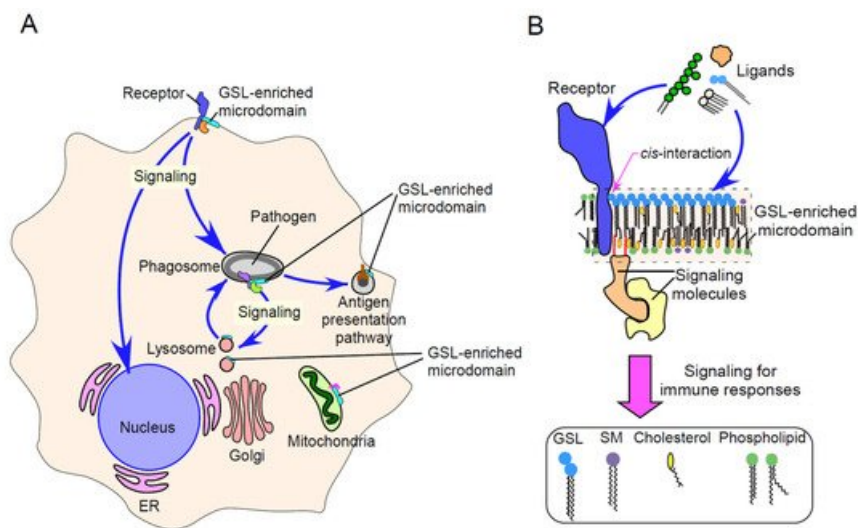 A
Receptor
GSL-enriched
microdomain
Signaling
GSL-enriched
microdomain
Pathogen
Phagosome
Signaling
Antigen
presentation
pathway
Lysosome
GSL-enriched
microdomain
Nucleus
Golgi
Mitochondria
ER
B
Ligands
Receptor
cis-interaction
GSL-enriched
microdomain
Signaling
molecules
Signaling for
immune responses
GSL SM Cholesterol Phospholipid